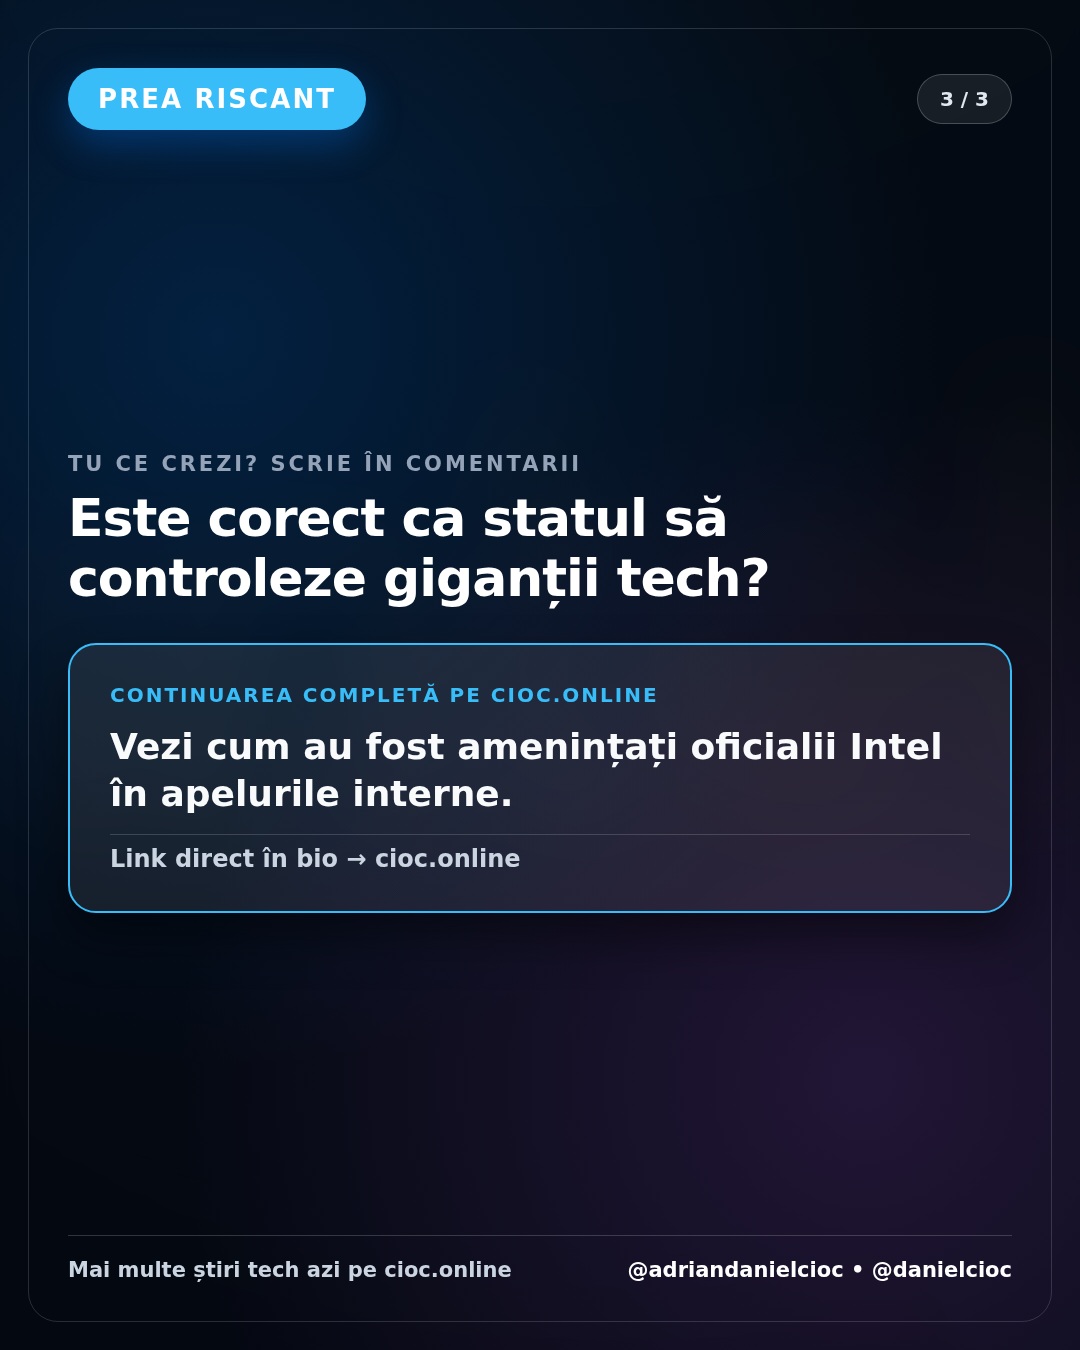 PREA RISCANT
3 / 3
TU CE CREZI? SCRIE ÎN COMENTARII
Este corect ca statul să
controleze giganții tech?
CONTINUAREA COMPLETĂ PE CIOC.ONLINE
Vezi cum au fost amenințați oficialii Intel
în apelurile interne.
Link direct în bio → cioc.online
Mai multe știri tech azi pe cioc.online
@adriandanielcioc • @danielcioc